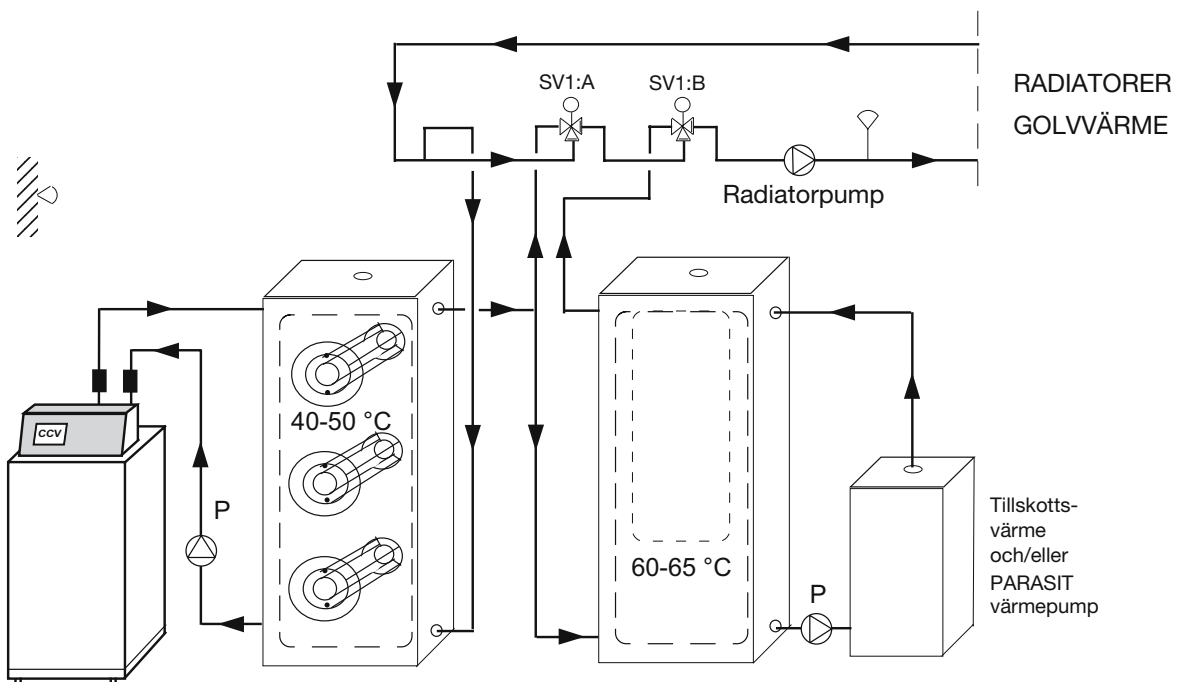 SV1:A
SV1:B
RADIATORER
GOLVVÄRME
Radiatorpump
40-50 °C
CCV
P
60-65 °C
P
Tillskotts-
värme
och/eller
PARASIT
värmepump